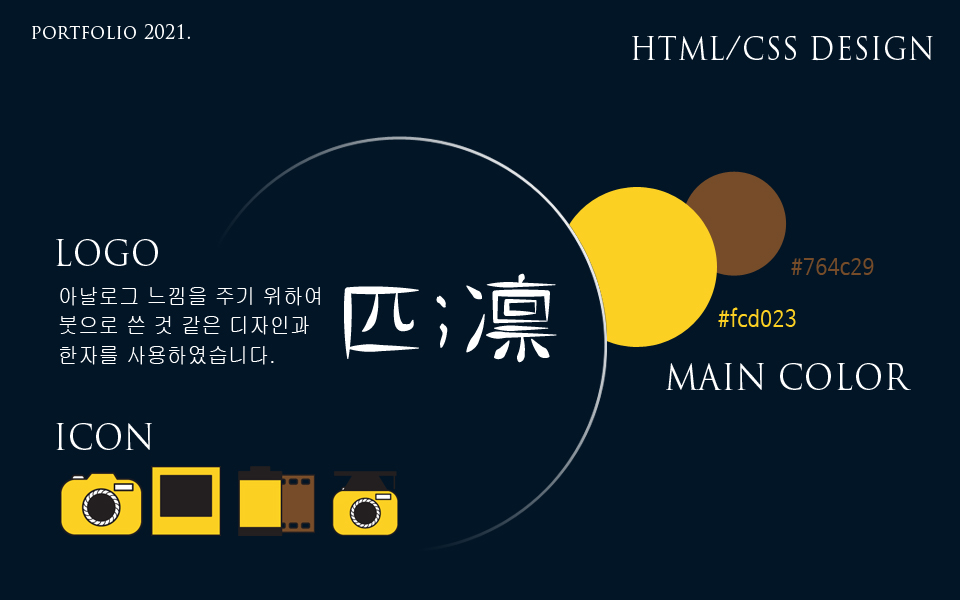 PORTFOLIO 2021.
HTML/CSS DESIGN
LOGO
아날로그 느낌을 주기 위하여
붓으로 쓴 것 같은 디자인과
한자를 사용하였습니다.
匹;凛
#764c29
#fcd023
MAIN COLOR
ICON